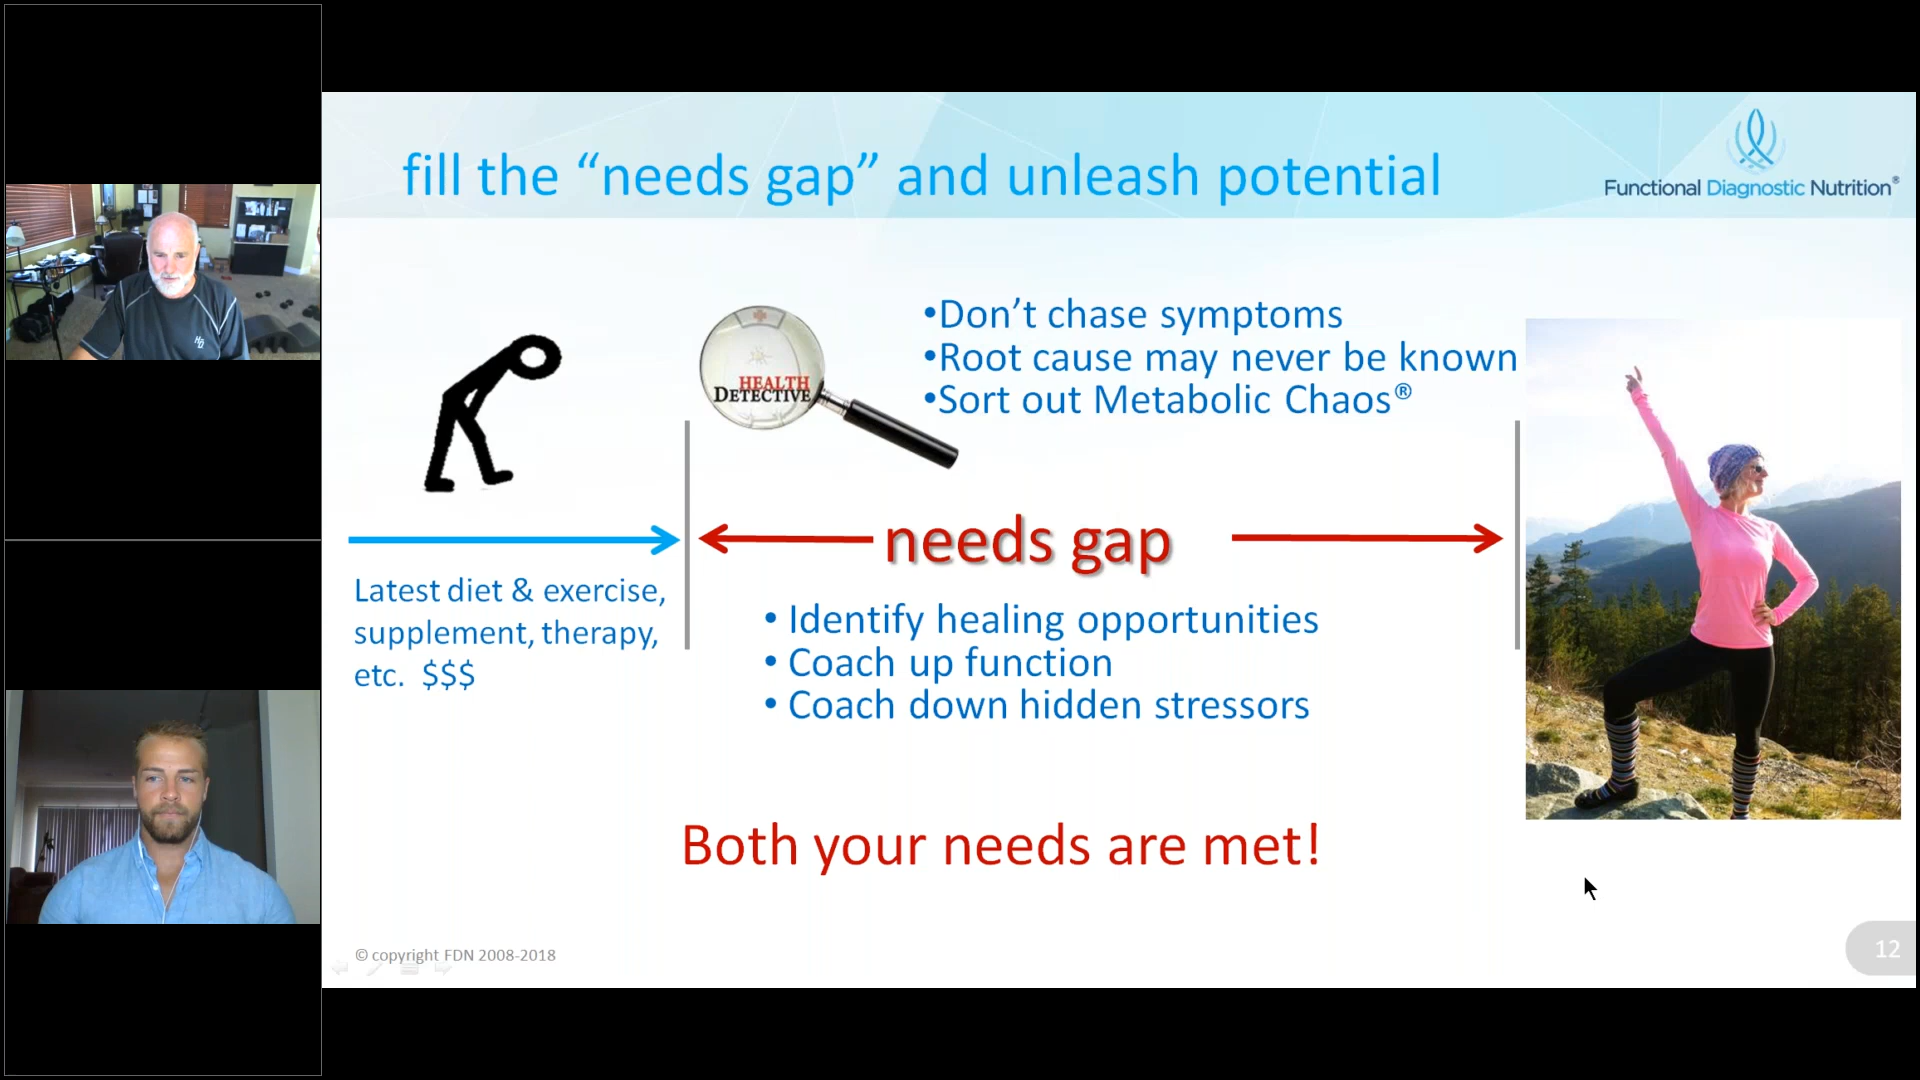 fill the “needs gap” and unleash potential
Functional Diagnostic Nutrition®
HEALTH
DETECTIVE
•Don’t chase symptoms
•Root cause may never be known
•Sort out Metabolic Chaos®
needs gap
Latest diet & exercise,
supplement, therapy,
etc. $$$
• Identify healing opportunities
• Coach up function
• Coach down hidden stressors
Both your needs are met!
© copyright FDN 2008-2018
12